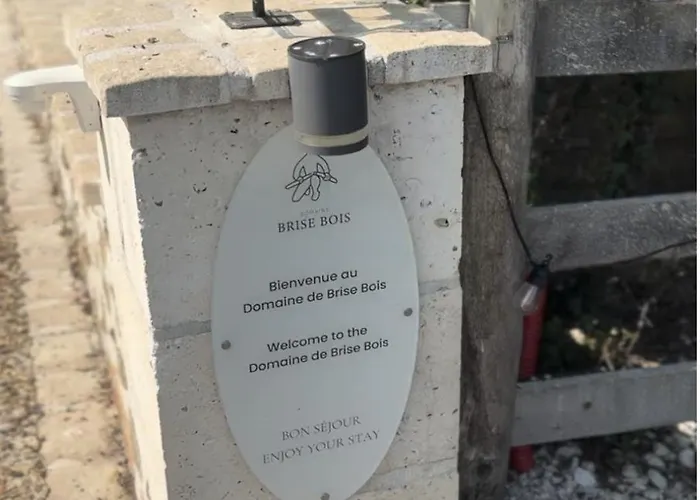 DOMAINE
BRISE BOIS
Bienvenue au
Domaine de Brise Bois
Welcome to the
Domaine de Brise Bois
BON SÉJOUR
ENJOY YOUR STAY